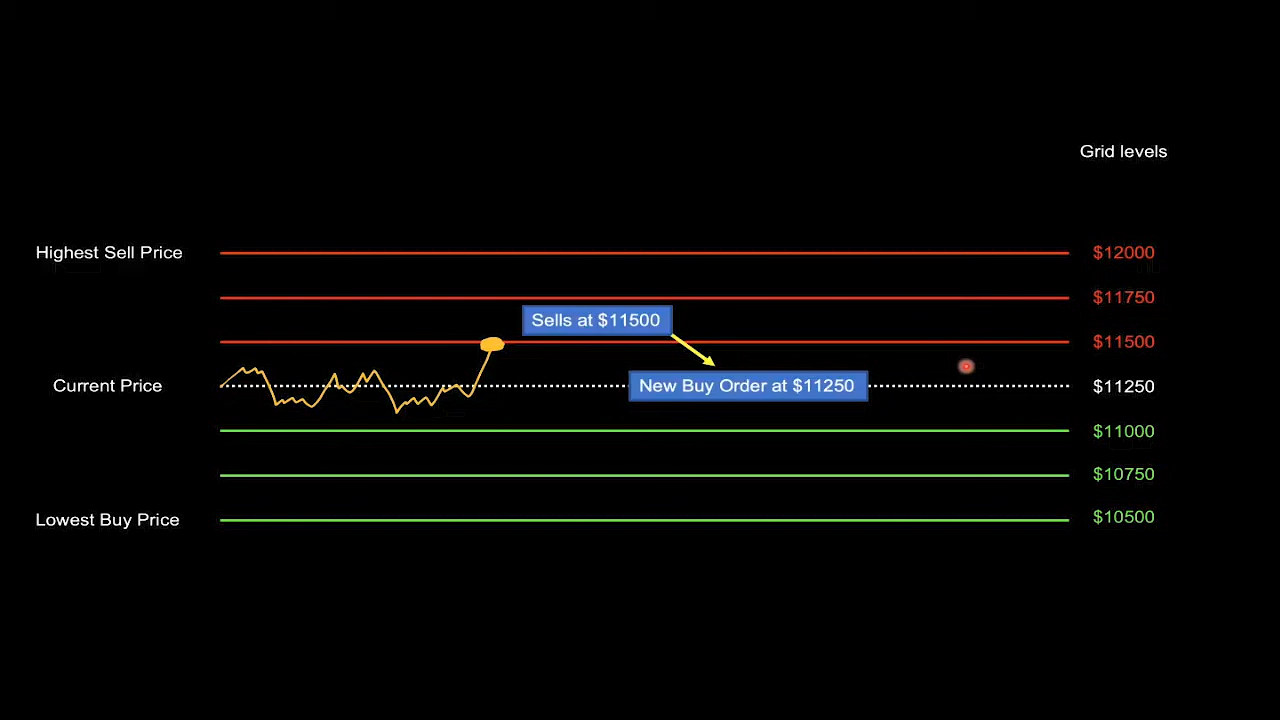 Grid levels
Highest Sell Price $12000
$11750
Sells at $11500
$11500
Current Price New Buy Order at $11250 $11250
$11000
$10750
Lowest Buy Price $10500